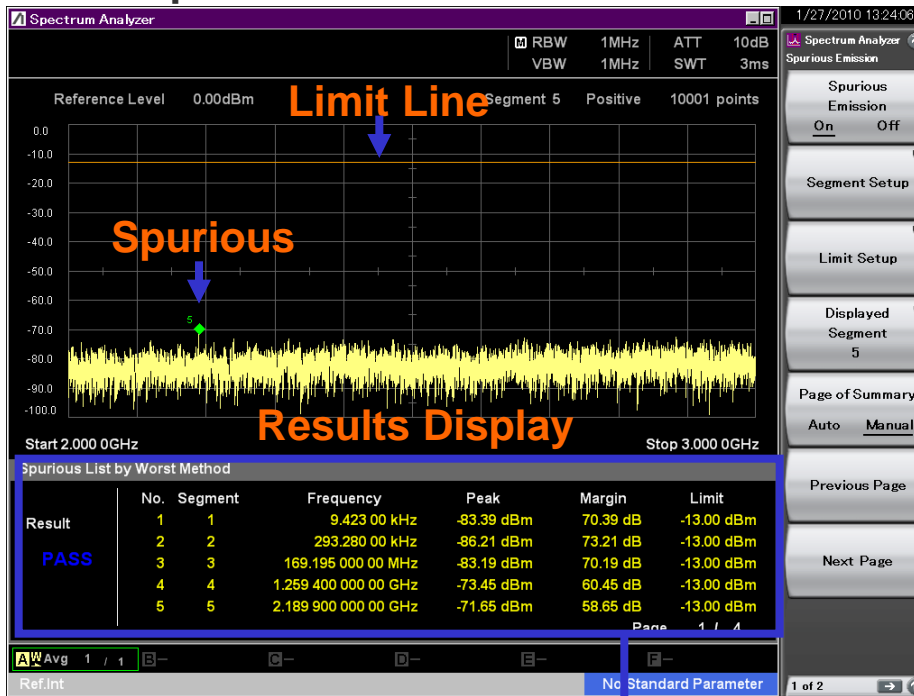 Spectrum Analyzer
1/27/2010 13:24:06
M RBW 1MHz ATT 10dB
VBW 1MHz SWT 3ms
Reference Level 0.00dBm Segment 5 Positive 10001 points
Limit Line
0.0
-10.0
-20.0
-30.0
-40.0
-50.0
-60.0
-70.0
-80.0
-90.0
-100.0
Spurious
5
Results Display
Start 2.000 0GHz Stop 3.000 0GHz
Spurious List by Worst Method
No. Segment Frequency Peak Margin Limit
Result
PASS
1 1 9.423 00 kHz -83.39 dBm 70.39 dB -13.00 dBm
2 2 293.280 00 kHz -86.21 dBm 73.21 dB -13.00 dBm
3 3 169.195 000 00 MHz -83.19 dBm 70.19 dB -13.00 dBm
4 4 1.259 400 000 00 GHz -73.45 dBm 60.45 dB -13.00 dBm
5 5 2.189 900 000 00 GHz -71.65 dBm 58.65 dB -13.00 dBm
Page 1 / 4
A Avg 1 / 1 B- C- D- E- F-
Ref.Int No Standard Parameter
Spectrum Analyzer
Spurious Emission
Spurious
Emission
On Off
Segment Setup
Limit Setup
Displayed
Segment
5
Page of Summary
Auto Manual
Previous Page
Next Page
1 of 2